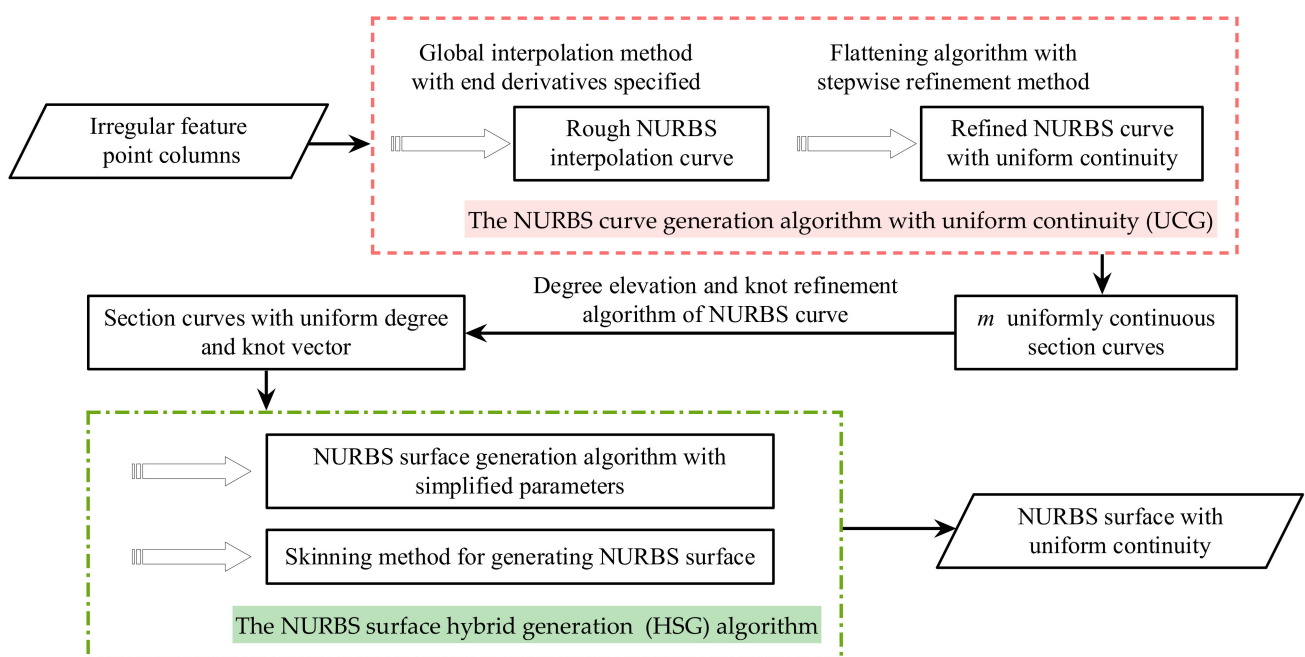 Global interpolation method
with end derivatives specified
Flattening algorithm with
stepwise refinement method
Irregular feature
point columns
Rough NURBS
interpolation curve
Refined NURBS curve
with uniform continuity
The NURBS curve generation algorithm with uniform continuity (UCG)
Degree elevation and knot refinement
algorithm of NURBS curve
m uniformly continuous
section curves
Section curves with uniform degree
and knot vector
NURBS surface generation algorithm with
simplified parameters
Skinning method for generating NURBS surface
The NURBS surface hybrid generation (HSG) algorithm
NURBS surface with
uniform continuity